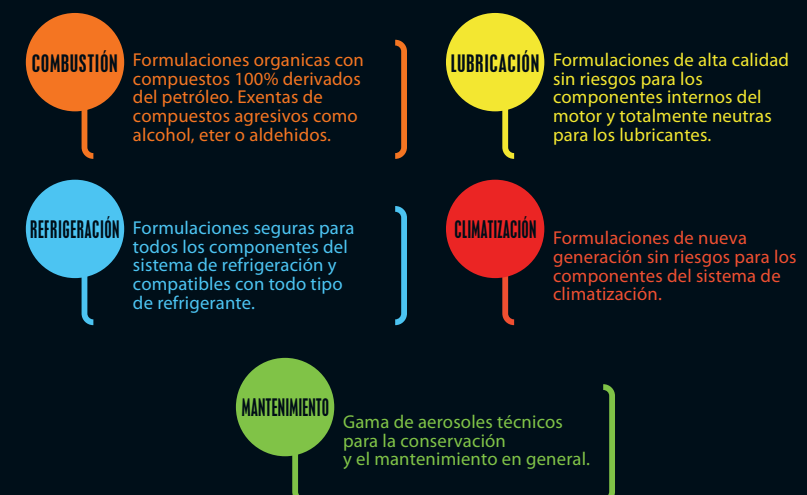 COMBUSTIÓN
Formulaciones organicas con
compuestos 100% derivados
del petróleo. Exentas de
compuestos agresivos como
alcohol, eter o aldehidos.
LUBRICACIÓN
Formulaciones de alta calidad
sin riesgos para los
componentes internos del
motor y totalmente neutras
para los lubricantes.
REFRIGERACIÓN
Formulaciones seguras para
todos los componentes del
sistema de refrigeración y
compatibles con todo tipo
de refrigerante.
CLIMATIZACIÓN
Formulaciones de nueva
generación sin riesgos para los
componentes del sistema de
climatización.
MANTENIMIENTO
Gama de aerosoles técnicos
para la conservación
y el mantenimiento en general.